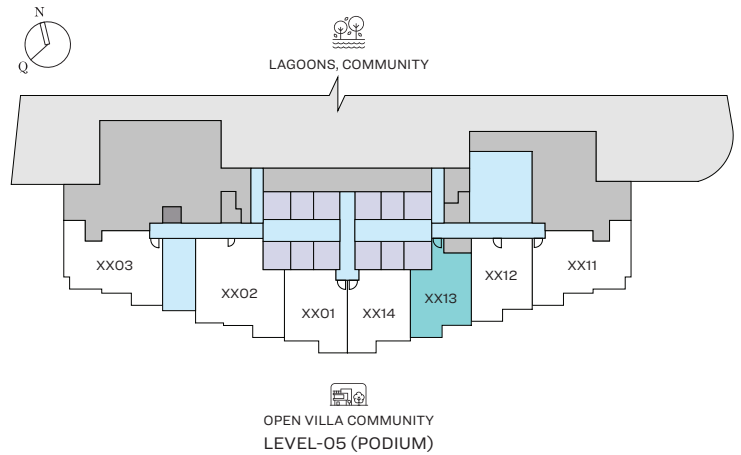 N
Q
LAGOONS, COMMUNITY
XX03
XX02
XX01
XX14
XX13
XX12
XX11
OPEN VILLA COMMUNITY
LEVEL-05 (PODIUM)